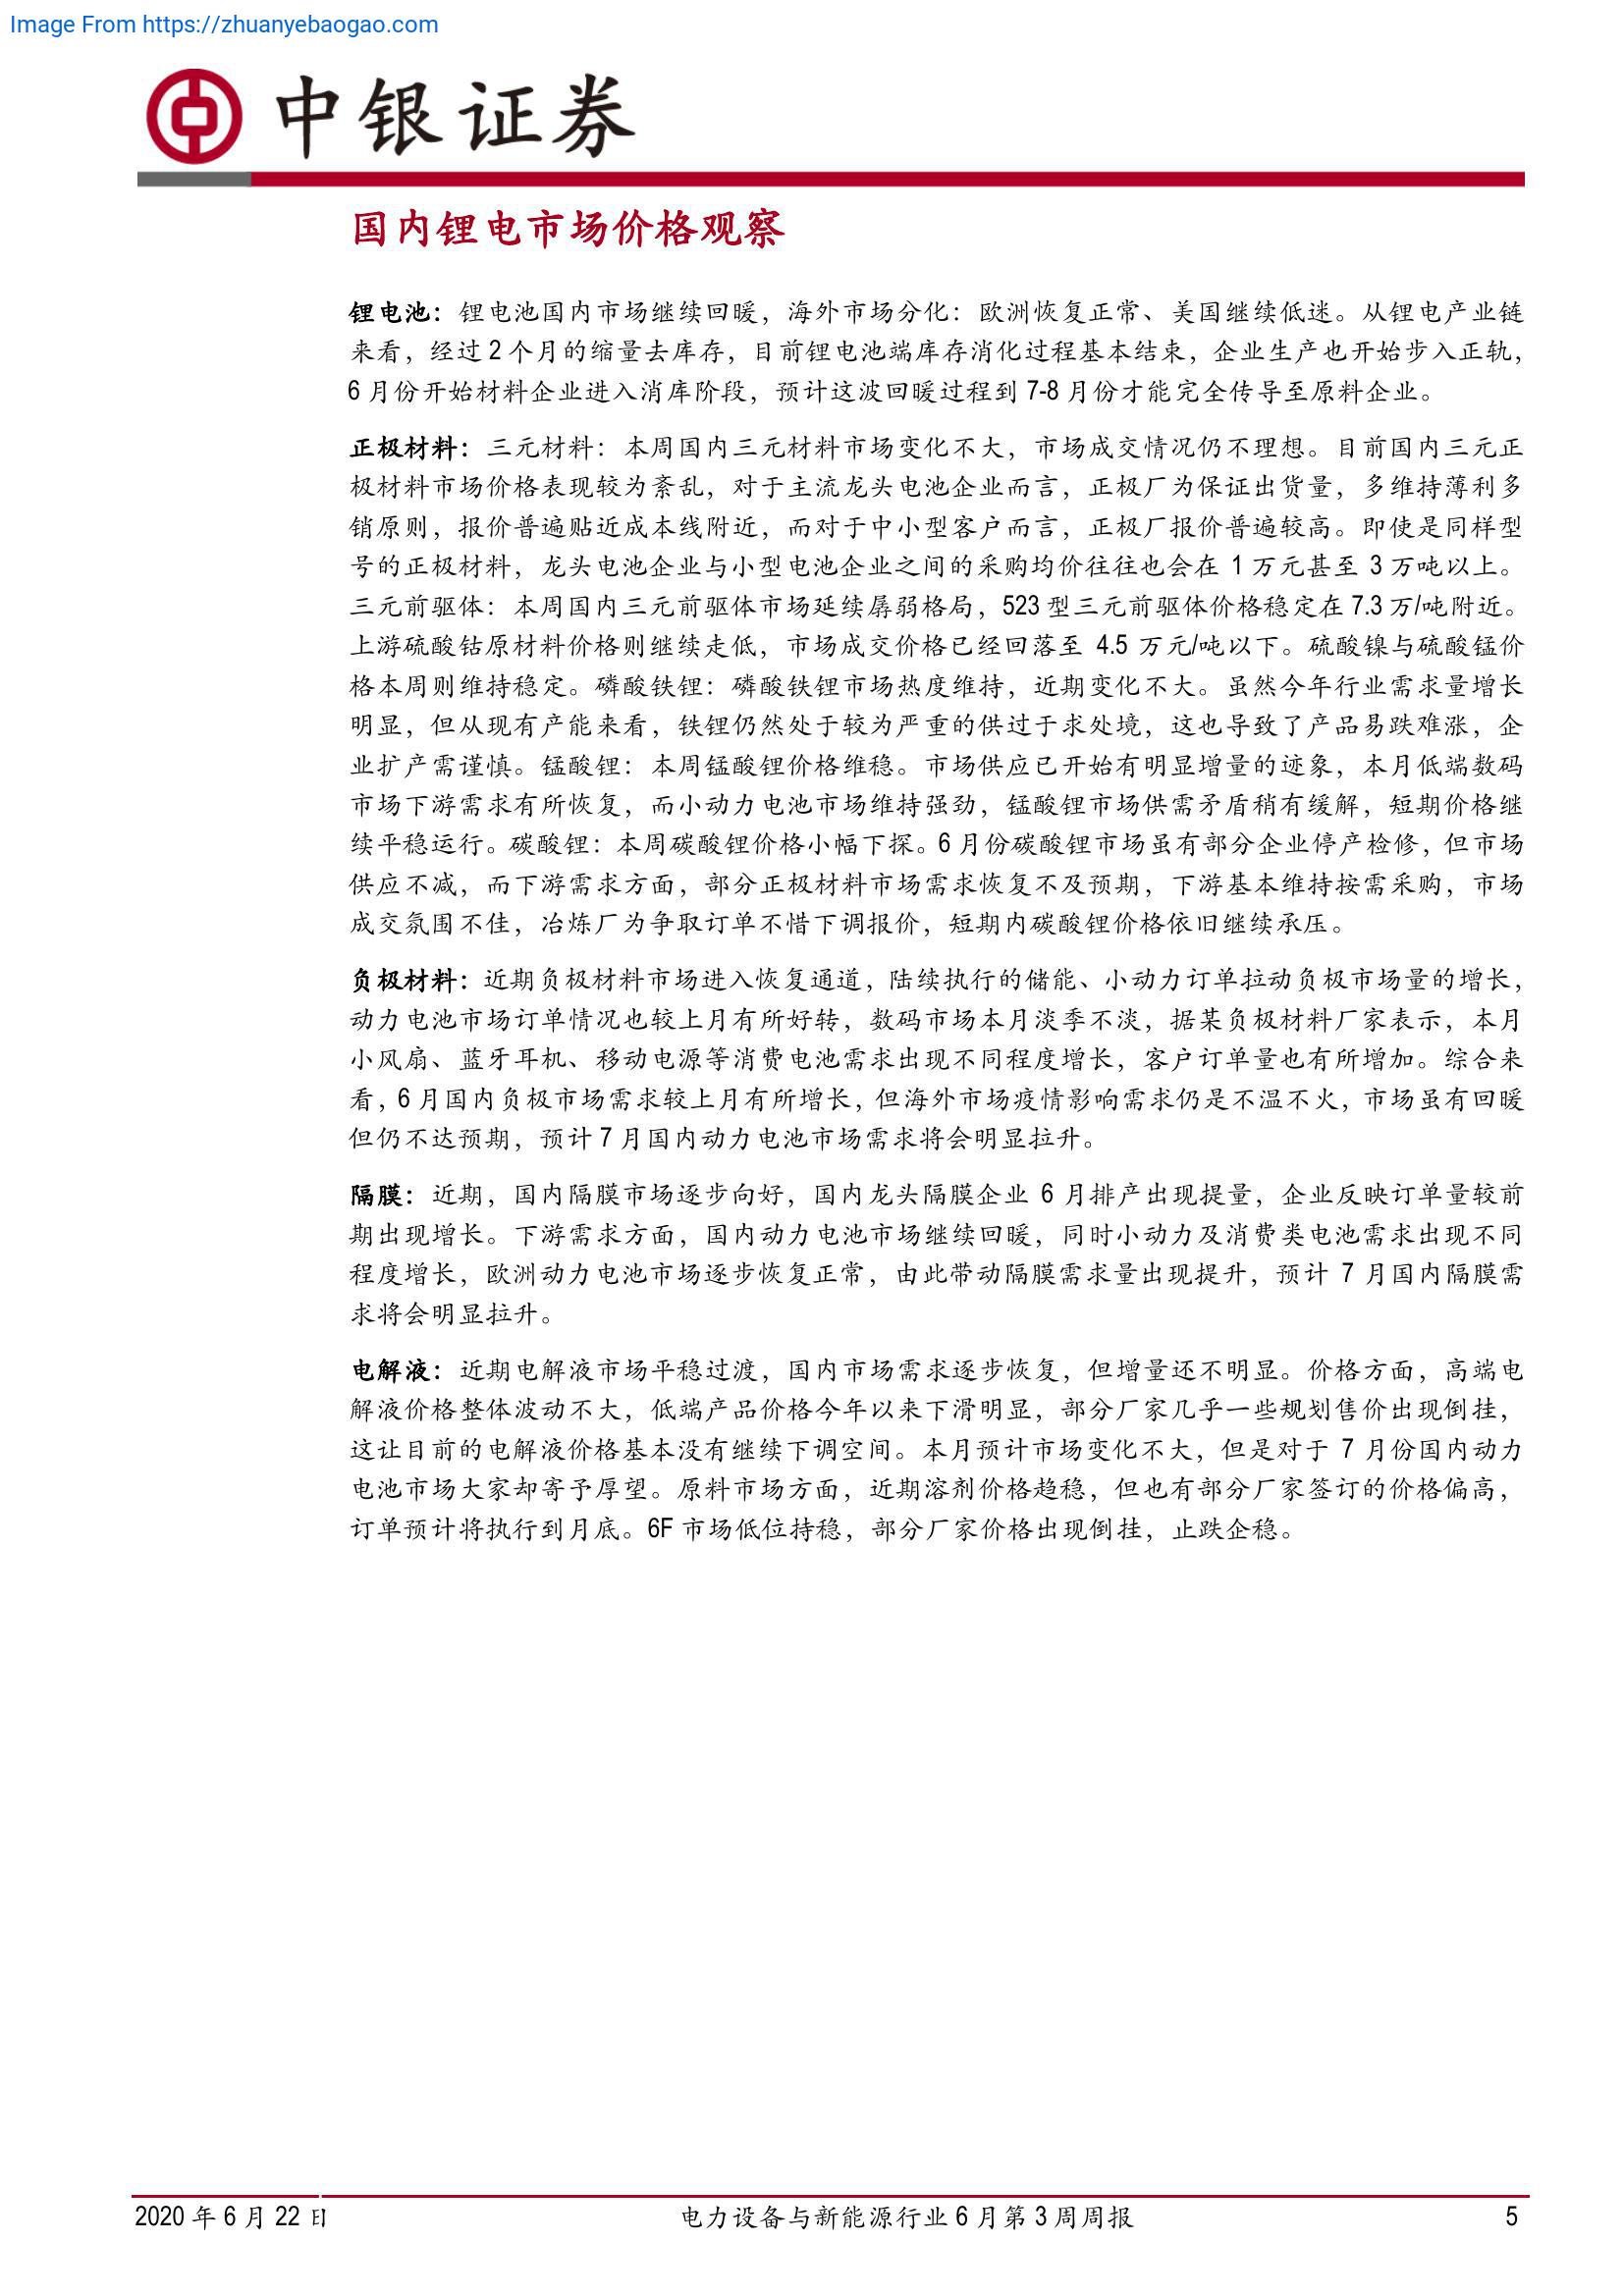 Image From https://zhuanyebaogao.com
中银证券
国内锂电市场价格观察
锂电池：锂电池国内市场继续回暖，海外市场分化：欧洲恢复正常、美国继续低迷。从锂电产业链
来看，经过 2 个月的缩量去库存，目前锂电池端库存消化过程基本结束，企业生产也开始步入正轨，
6 月份开始材料企业进入消库阶段，预计这波回暖过程到 7-8 月份才能完全传导至原料企业。
正极材料：三元材料：本周国内三元材料市场变化不大，市场成交情况仍不理想。目前国内三元正
极材料市场价格表现较为紊乱，对于主流龙头电池企业而言，正极厂为保证出货量，多维持薄利多
销原则，报价普遍贴近成本线附近，而对于中小型客户而言，正极厂报价普遍较高。即使是同样型
号的正极材料，龙头电池企业与小型电池企业之间的采购均价往往也会在 1 万元甚至 3 万吨以上。
三元前驱体：本周国内三元前驱体市场延续孱弱格局，523 型三元前驱体价格稳定在 7.3 万/吨附近。
上游硫酸钴原材料价格则继续走低，市场成交价格已经回落至 4.5 万元/吨以下。硫酸镍与硫酸锰价
格本周则维持稳定。磷酸铁锂：磷酸铁锂市场热度维持，近期变化不大。虽然今年行业需求量增长
明显，但从现有产能来看，铁锂仍然处于较为严重的供过于求处境，这也导致了产品易跌难涨，企
业扩产需谨慎。锰酸锂：本周锰酸锂价格维稳。市场供应已开始有明显增量的迹象，本月低端数码
市场下游需求有所恢复，而小动力电池市场维持强劲，锰酸锂市场供需矛盾稍有缓解，短期价格继
续平稳运行。碳酸锂：本周碳酸锂价格小幅下探。6 月份碳酸锂市场虽有部分企业停产检修，但市场
供应不减，而下游需求方面，部分正极材料市场需求恢复不及预期，下游基本维持按需采购，市场
成交氛围不佳，冶炼厂为争取订单不惜下调报价，短期内碳酸锂价格依旧继续承压。
负极材料：近期负极材料市场进入恢复通道，陆续执行的储能、小动力订单拉动负极市场量的增长，
动力电池市场订单情况也较上月有所好转，数码市场本月淡季不淡，据某负极材料厂家表示，本月
小风扇、蓝牙耳机、移动电源等消费电池需求出现不同程度增长，客户订单量也有所增加。综合来
看，6 月国内负极市场需求较上月有所增长，但海外市场疫情影响需求仍是不温不火，市场虽有回暖
但仍不达预期，预计 7 月国内动力电池市场需求将会明显拉升。
隔膜：近期，国内隔膜市场逐步向好，国内龙头隔膜企业 6 月排产出现提量，企业反映订单量较前
期出现增长。下游需求方面，国内动力电池市场继续回暖，同时小动力及消费类电池需求出现不同
程度增长，欧洲动力电池市场逐步恢复正常，由此带动隔膜需求量出现提升，预计 7 月国内隔膜需
求将会明显拉升。
电解液：近期电解液市场平稳过渡，国内市场需求逐步恢复，但增量还不明显。价格方面，高端电
解液价格整体波动不大，低端产品价格今年以来下滑明显，部分厂家几乎一些规划售价出现倒挂，
这让目前的电解液价格基本没有继续下调空间。本月预计市场变化不大，但是对于 7 月份国内动力
电池市场大家却寄予厚望。原料市场方面，近期溶剂价格趋稳，但也有部分厂家签订的价格偏高，
订单预计将执行到月底。6F 市场低位持稳，部分厂家价格出现倒挂，止跌企稳。
2020 年 6 月 22 日 电力设备与新能源行业 6 月第 3 周周报 5